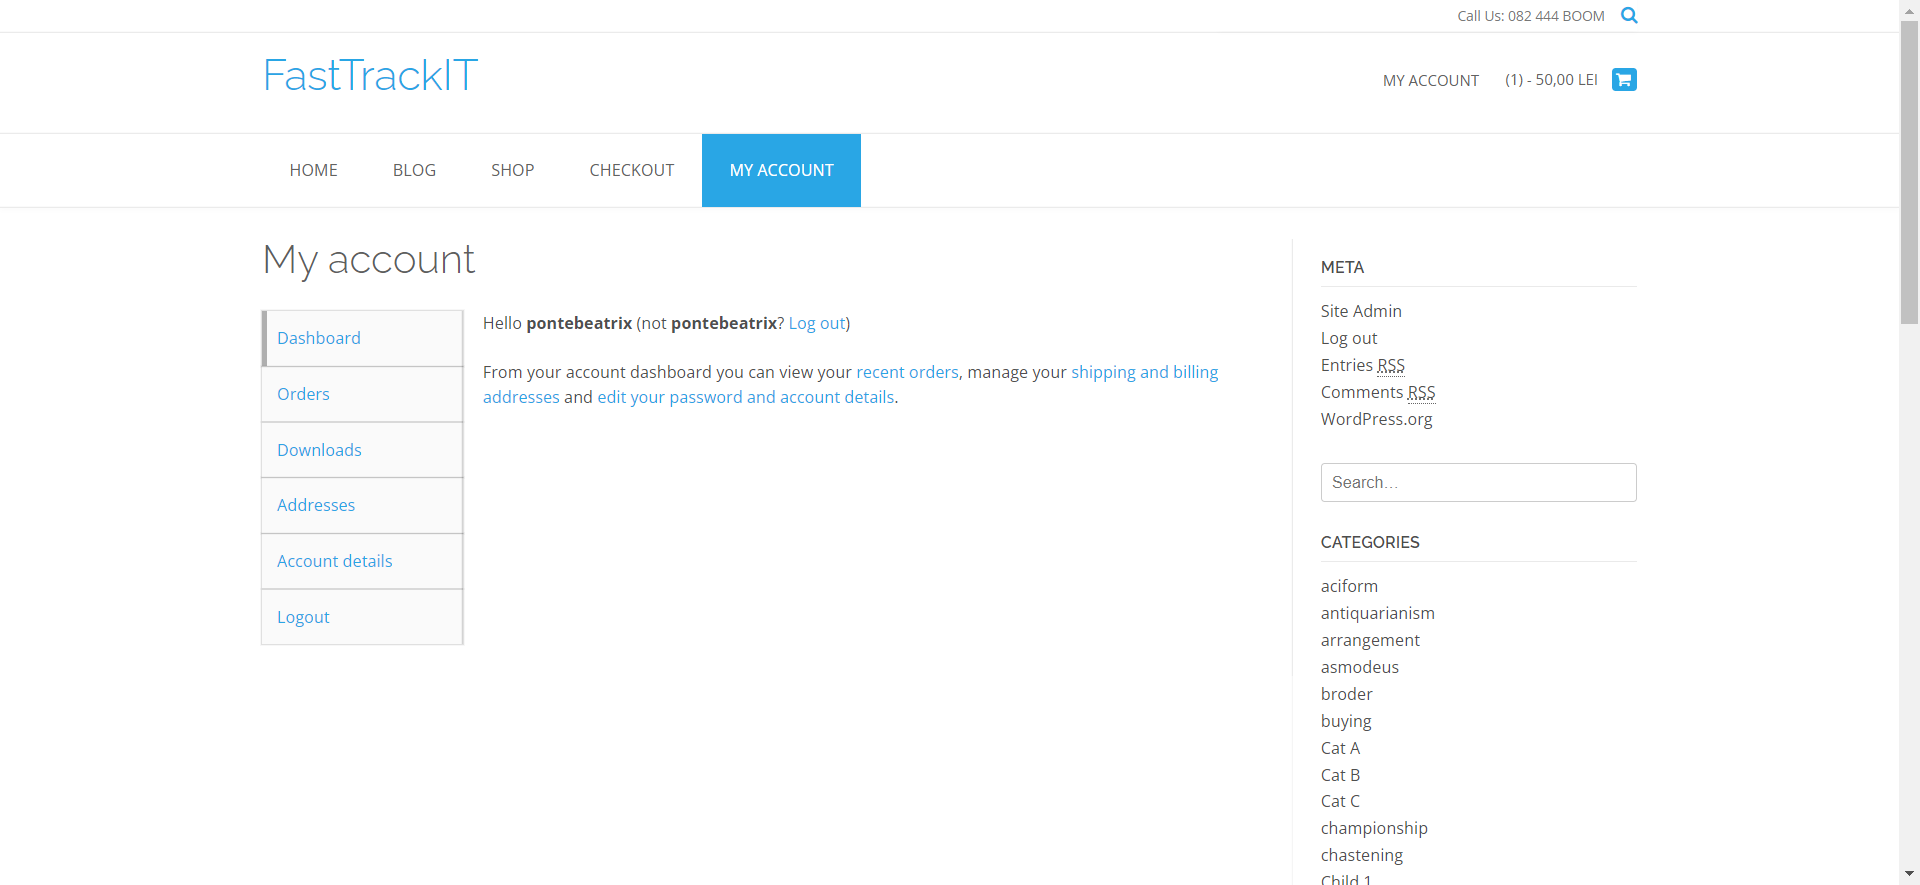 Call Us: 082 444 BOOM
FastTrackIT
MY ACCOUNT
(1) - 50,00 LEI
HOME
BLOG
SHOP
CHECKOUT
MY ACCOUNT
My account
Dashboard
Orders
Downloads
Addresses
Account details
Logout
Hello pontebeatrix (not pontebeatrix? Log out)
From your account dashboard you can view your recent orders, manage your shipping and billing
addresses and edit your password and account details.
META
Site Admin
Log out
Entries RSS
Comments RSS
WordPress.org
Search...
CATEGORIES
aciform
antiquarianism
arrangement
asmodeus
broder
buying
Cat A
Cat B
Cat C
championship
chastening
Child 1